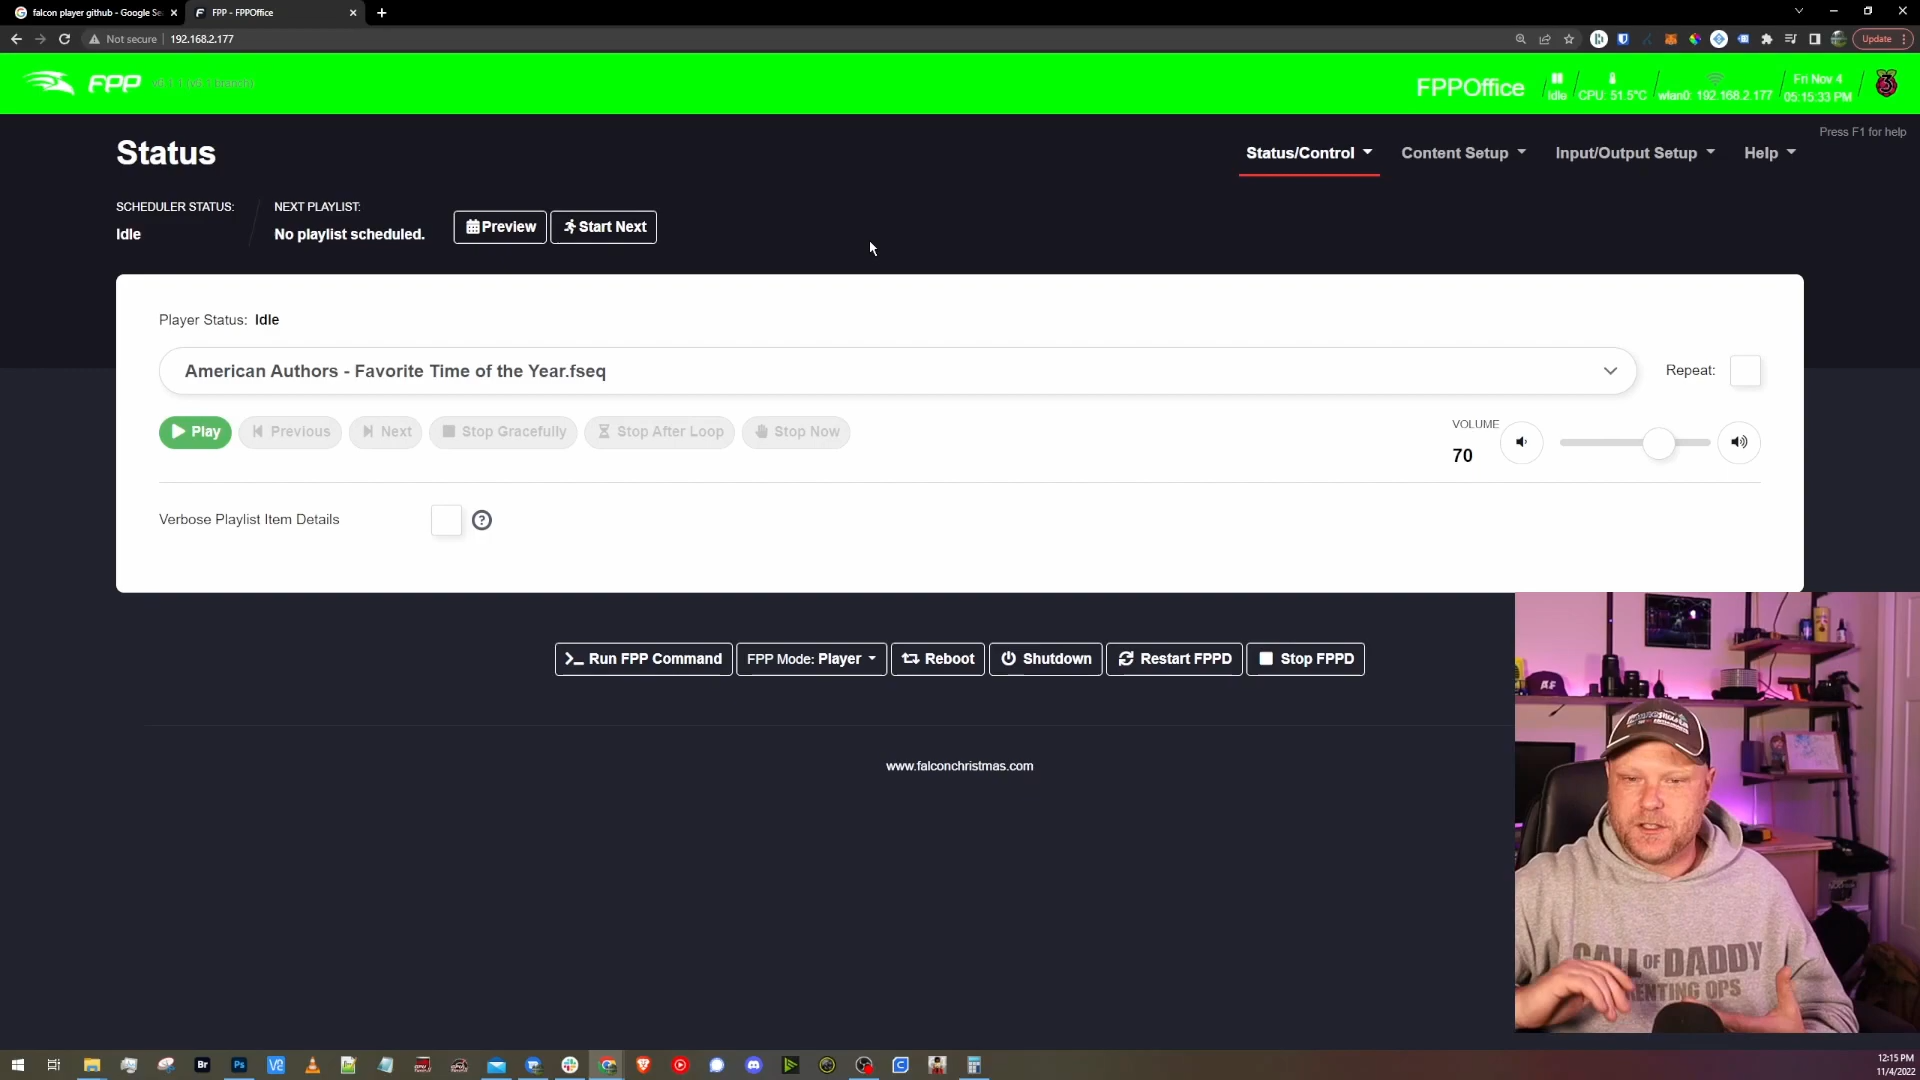 falcon player github - Google Se
FPP - FPPOffice
Not secure
192.168.2.177
Update
FPP
FPPOffice
Idle
CPU: 51.5°C
wlan0: 192.168.2.177
Fri Nov 4
05:15:33 PM
Press F1 for help
Status
Status/Control
Content Setup
Input/Output Setup
Help
SCHEDULER STATUS:
Idle
NEXT PLAYLIST:
No playlist scheduled.
Preview
Start Next
Player Status: Idle
American Authors - Favorite Time of the Year.fseq
Repeat:
Play
Previous
Next
Stop Gracefully
Stop After Loop
Stop Now
VOLUME
70
Verbose Playlist Item Details
?
>_ Run FPP Command
FPP Mode: Player
Reboot
Shutdown
Restart FPPD
Stop FPPD
www.falconchristmas.com
AF
CALL OF DADDY
Br
Ps
12:15 PM
11/4/2022